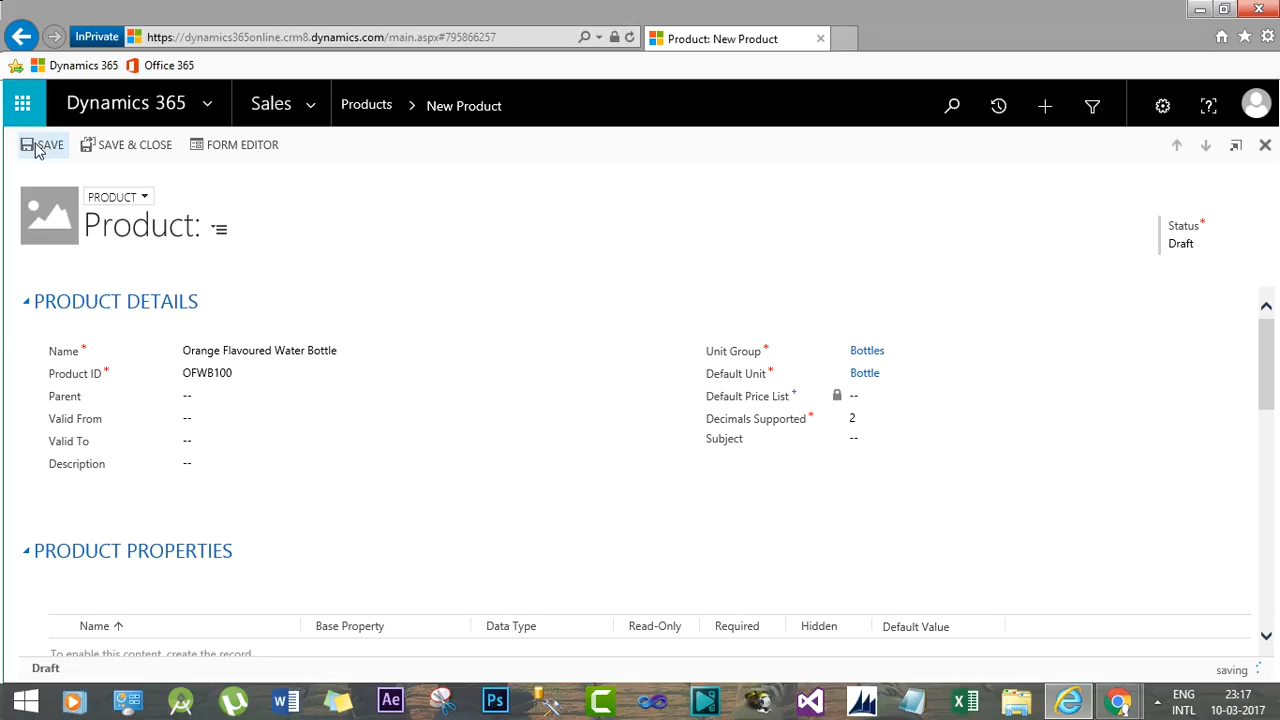 InPrivate https://dynamics365online.crm8.dynamics.com/main.aspx#795866257 Product: New Product
Dynamics 365 Office 365
Dynamics 365 Sales Products > New Product
SAVE SAVE & CLOSE FORM EDITOR
PRODUCT
Product:
Status*
Draft
PRODUCT DETAILS
Name* Orange Flavoured Water Bottle Unit Group* Bottles
Product ID* OFWB100 Default Unit* Bottle
Parent -- Default Price List+ --
Valid From -- Decimals Supported* 2
Valid To -- Subject --
Description --
PRODUCT PROPERTIES
Name Base Property Data Type Read-Only Required Hidden Default Value
To enable this content, create the record.
Draft saving
ENG 23:17
INTL 10-03-2017